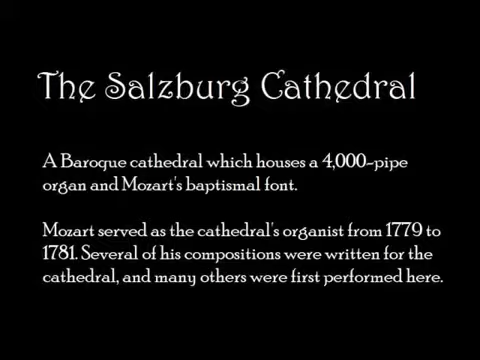 The Salzburg Cathedral
A Baroque cathedral which houses a 4,000-pipe
organ and Mozart's baptismal font.
Mozart served as the cathedral's organist from 1779 to
1781. Several of his compositions were written for the
cathedral, and many others were first performed here.